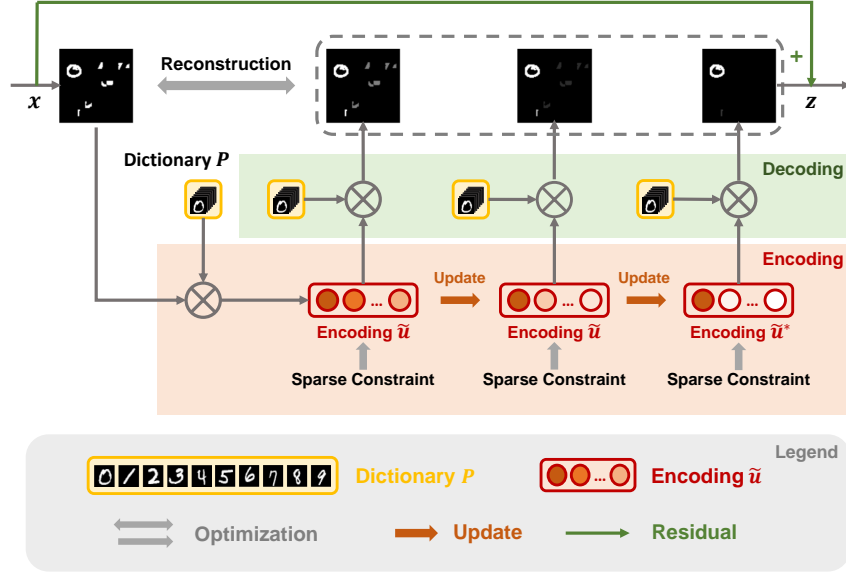 Reconstruction
+
x
z
Dictionary P
Decoding
Encoding
Update
Update
... ... ...
Encoding ũ
Encoding ũ
Encoding ũ*
Sparse Constraint
Sparse Constraint
Sparse Constraint
Legend
0 1 2 3 4 5 6 7 8 9
Dictionary P
...
Encoding ũ
Optimization
Update
Residual